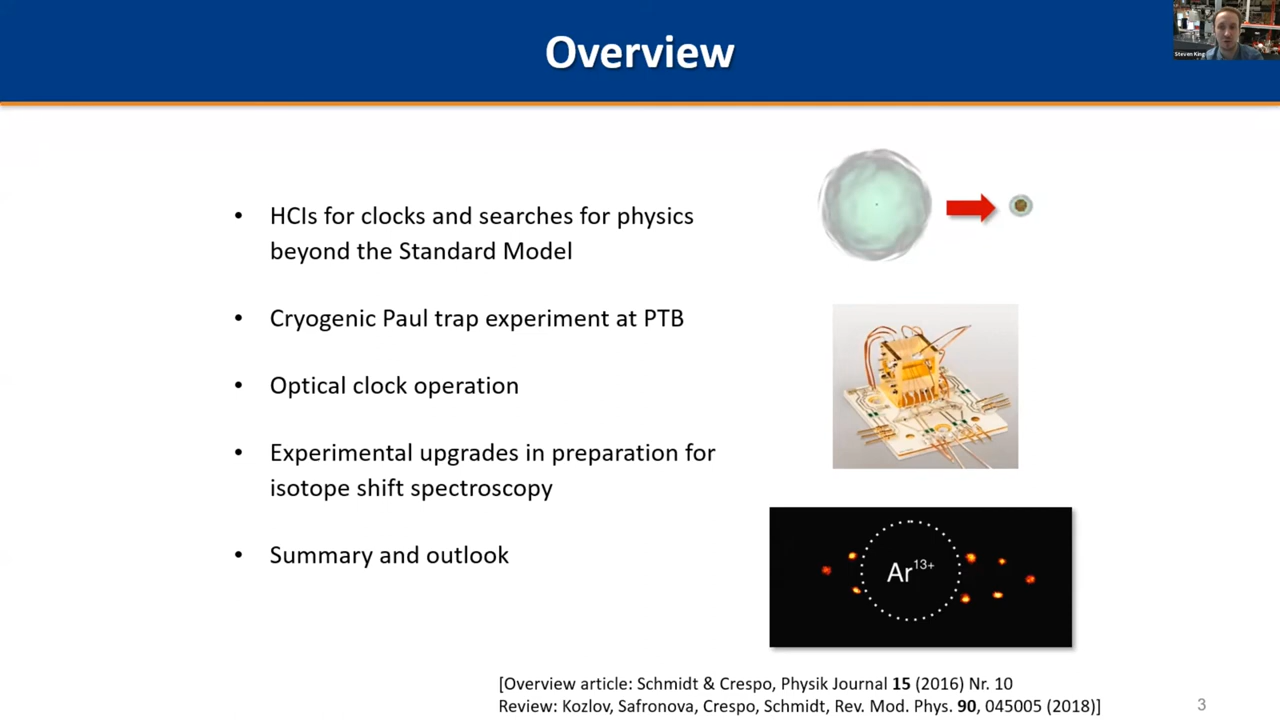 Overview
Steven King
• HCIs for clocks and searches for physics
beyond the Standard Model
• Cryogenic Paul trap experiment at PTB
• Optical clock operation
• Experimental upgrades in preparation for
isotope shift spectroscopy
• Summary and outlook
Ar13+
[Overview article: Schmidt & Crespo, Physik Journal 15 (2016) Nr. 10
Review: Kozlov, Safronova, Crespo, Schmidt, Rev. Mod. Phys. 90, 045005 (2018)]
3